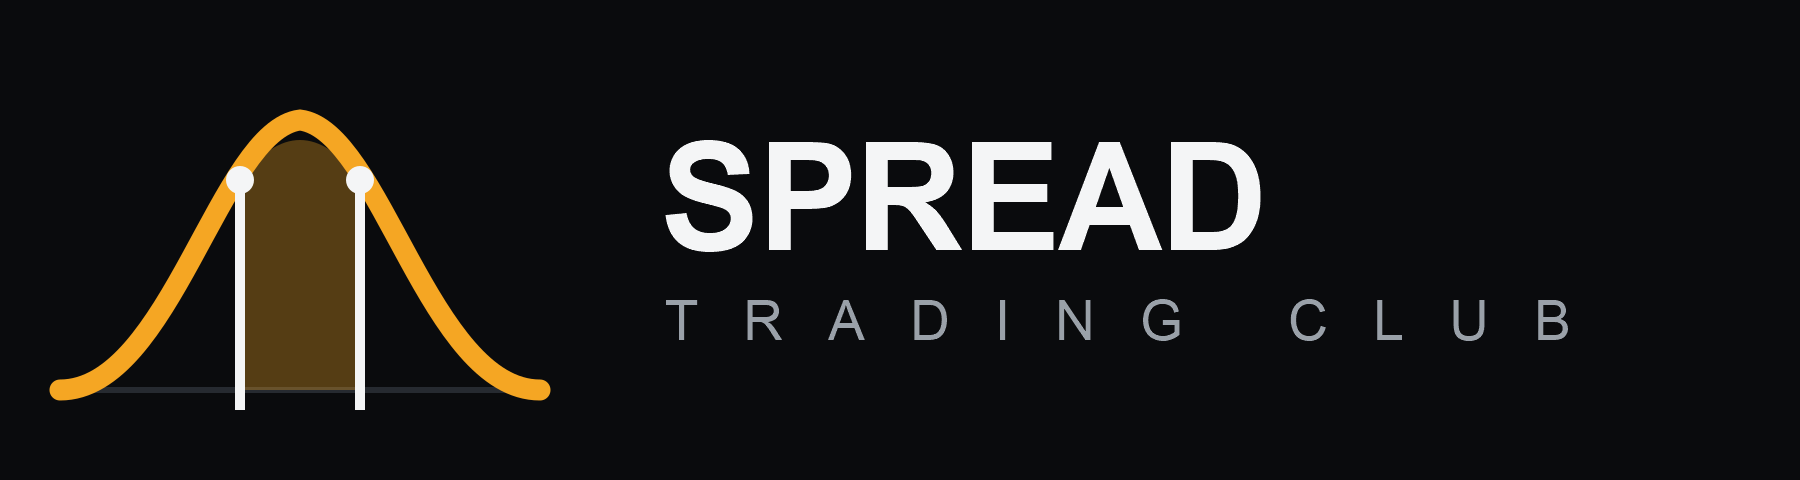 SPREAD
TRADING CLUB